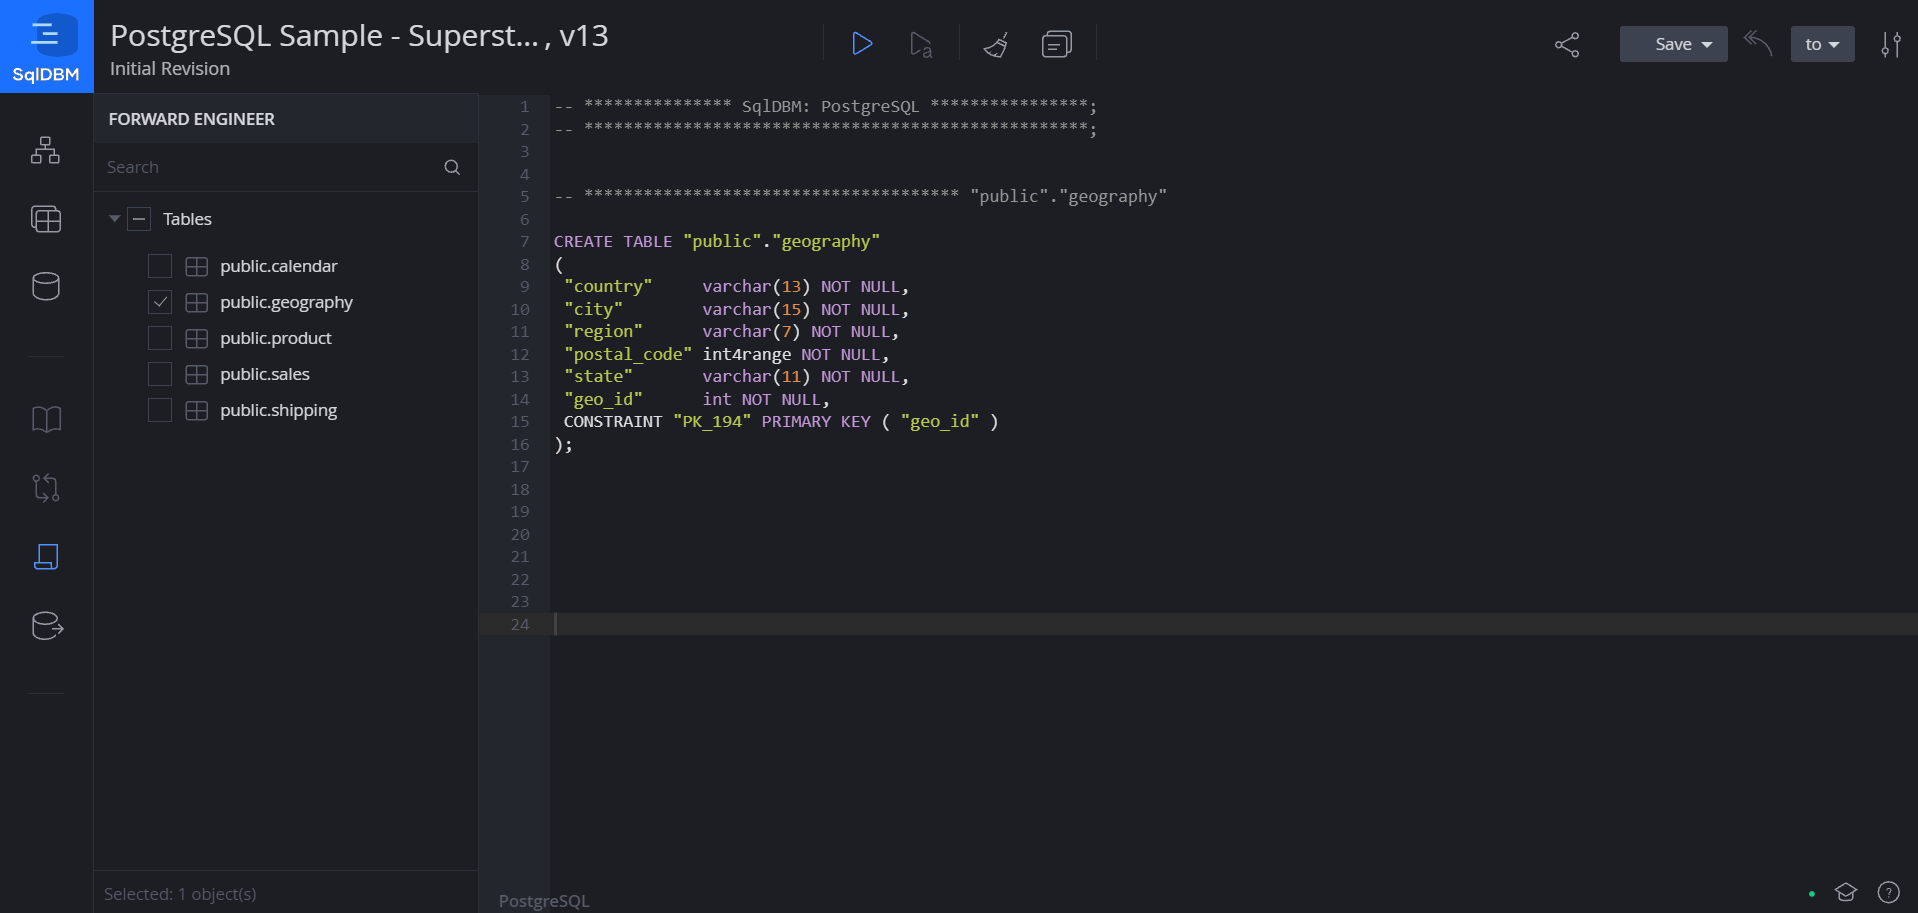 SqlDBM
PostgreSQL Sample - Superst... , v13
Initial Revision
Save
to
FORWARD ENGINEER
Search
Tables
public.calendar
public.geography
public.product
public.sales
public.shipping
Selected: 1 object(s)
1 -- *************** SqlDBM: PostgreSQL ****************;
2 -- ***************************************************;
3
4
5 -- ************************************** "public"."geography"
6
7 CREATE TABLE "public"."geography"
8 (
9 "country" varchar(13) NOT NULL,
10 "city" varchar(15) NOT NULL,
11 "region" varchar(7) NOT NULL,
12 "postal_code" int4range NOT NULL,
13 "state" varchar(11) NOT NULL,
14 "geo_id" int NOT NULL,
15 CONSTRAINT "PK_194" PRIMARY KEY ( "geo_id" )
16 );
17
18
19
20
21
22
23
24
PostgreSQL